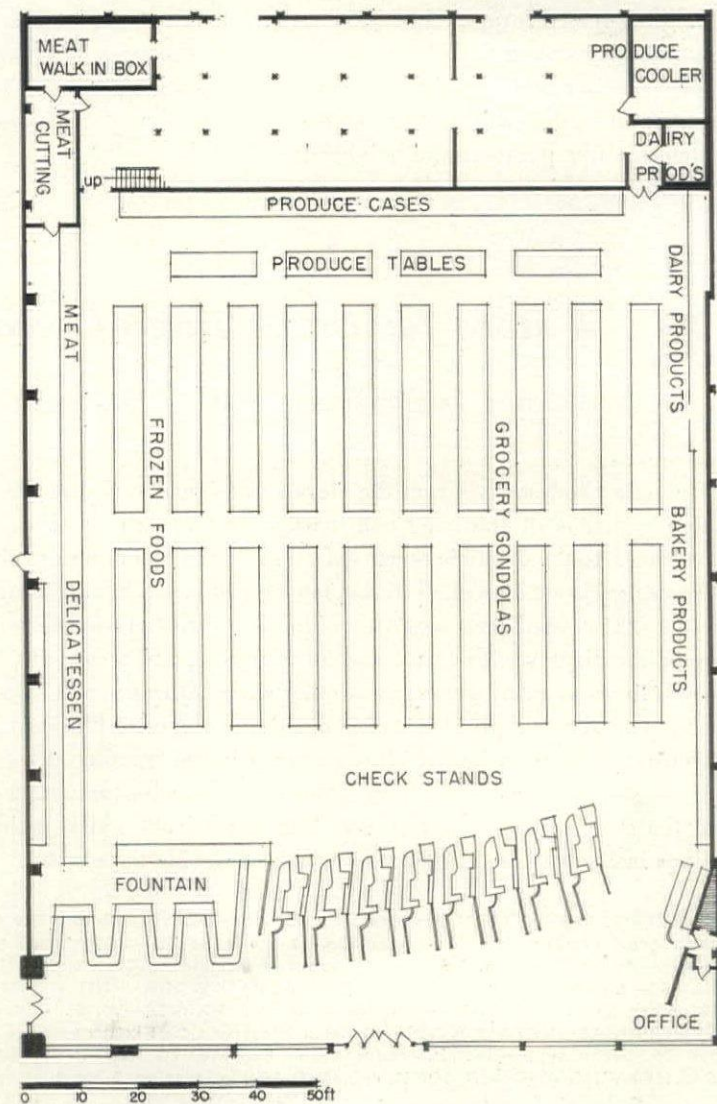 MEAT
WALK IN BOX
PRODUCE
COOLER
MEAT
CUTTING
DAIRY
PROD'S
up
PRODUCE CASES
PRODUCE TABLES
MEAT
DAIRY PRODUCTS
FROZEN FOODS
GROCERY GONDOLAS
BAKERY PRODUCTS
DELICATESSEN
CHECK STANDS
FOUNTAIN
OFFICE
0 10 20 30 40 50ft